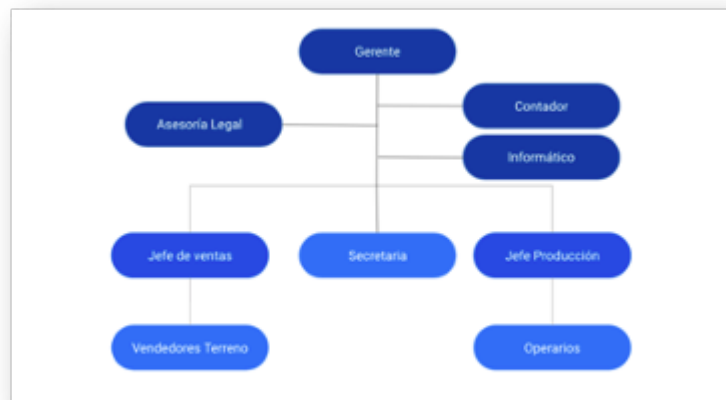 Gerente
Contador
Asesoría Legal
Informático
Jefe de ventas
Secretaria
Jefe Producción
Vendedores Terreno
Operarios